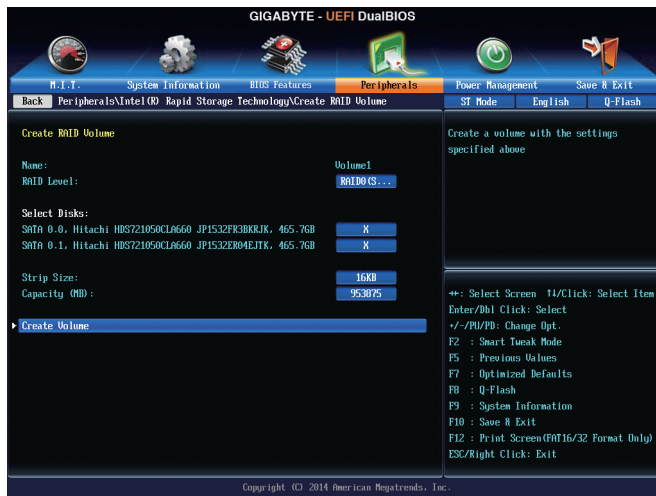 GIGABYTE - UEFI DualBIOS
M.I.T. System Information BIOS Features Peripherals Power Management Save & Exit
Back Peripherals\Intel(R) Rapid Storage Technology\Create RAID Volume ST Mode English Q-Flash
Create RAID Volume
Name: Volume1
RAID Level: RAID0(S...
Select Disks:
SATA 0.0, Hitachi HDS721050CLA660 JP1532FR3BKRJK, 465.7GB X
SATA 0.1, Hitachi HDS721050CLA660 JP1532ER04EJTK, 465.7GB X
Strip Size: 16KB
Capacity (MB): 953875
Create Volume
Create a volume with the settings
specified above
→←: Select Screen ↑↓/Click: Select Item
Enter/Dbl Click: Select
+/-/PU/PD: Change Opt.
F2 : Smart Tweak Mode
F5 : Previous Values
F7 : Optimized Defaults
F8 : Q-Flash
F9 : System Information
F10 : Save & Exit
F12 : Print Screen(FAT16/32 Format Only)
ESC/Right Click: Exit
Copyright (C) 2014 American Megatrends, Inc.